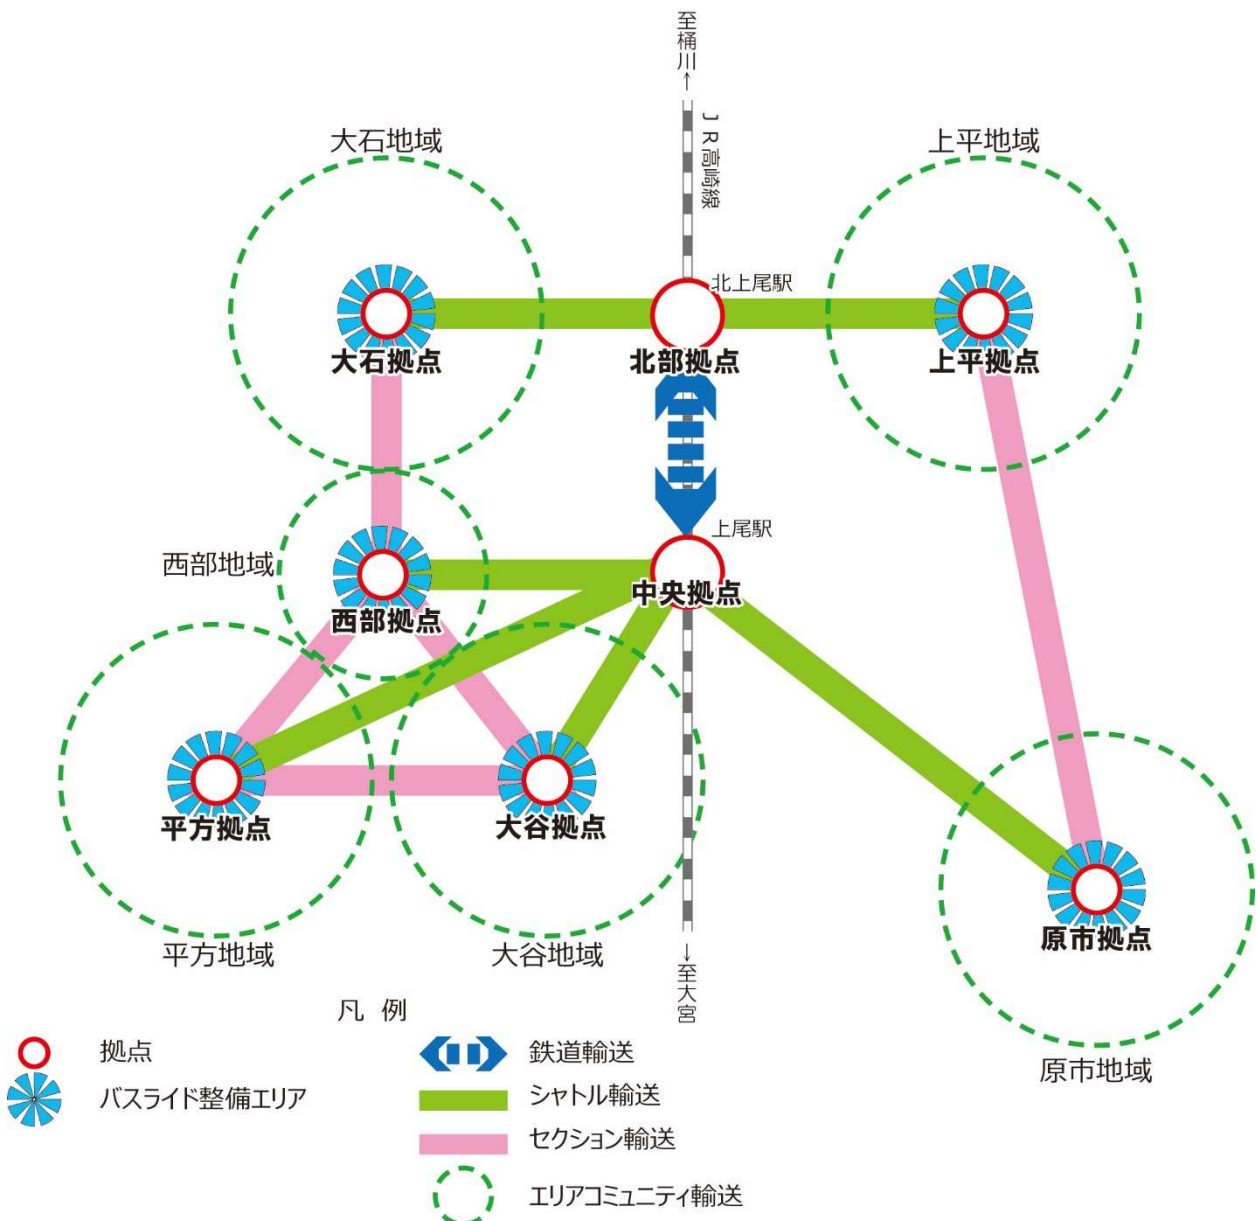 至桶川→
JR高崎線
大石地域
上平地域
北上尾駅
大石拠点
北部拠点
上平拠点
上尾駅
西部地域
西部拠点
中央拠点
平方拠点
大谷拠点
原市拠点
平方地域
大谷地域
←至大宮
原市地域
凡 例
拠点
バスライド整備エリア
鉄道輸送
シャトル輸送
セクション輸送
エリアコミュニティ輸送